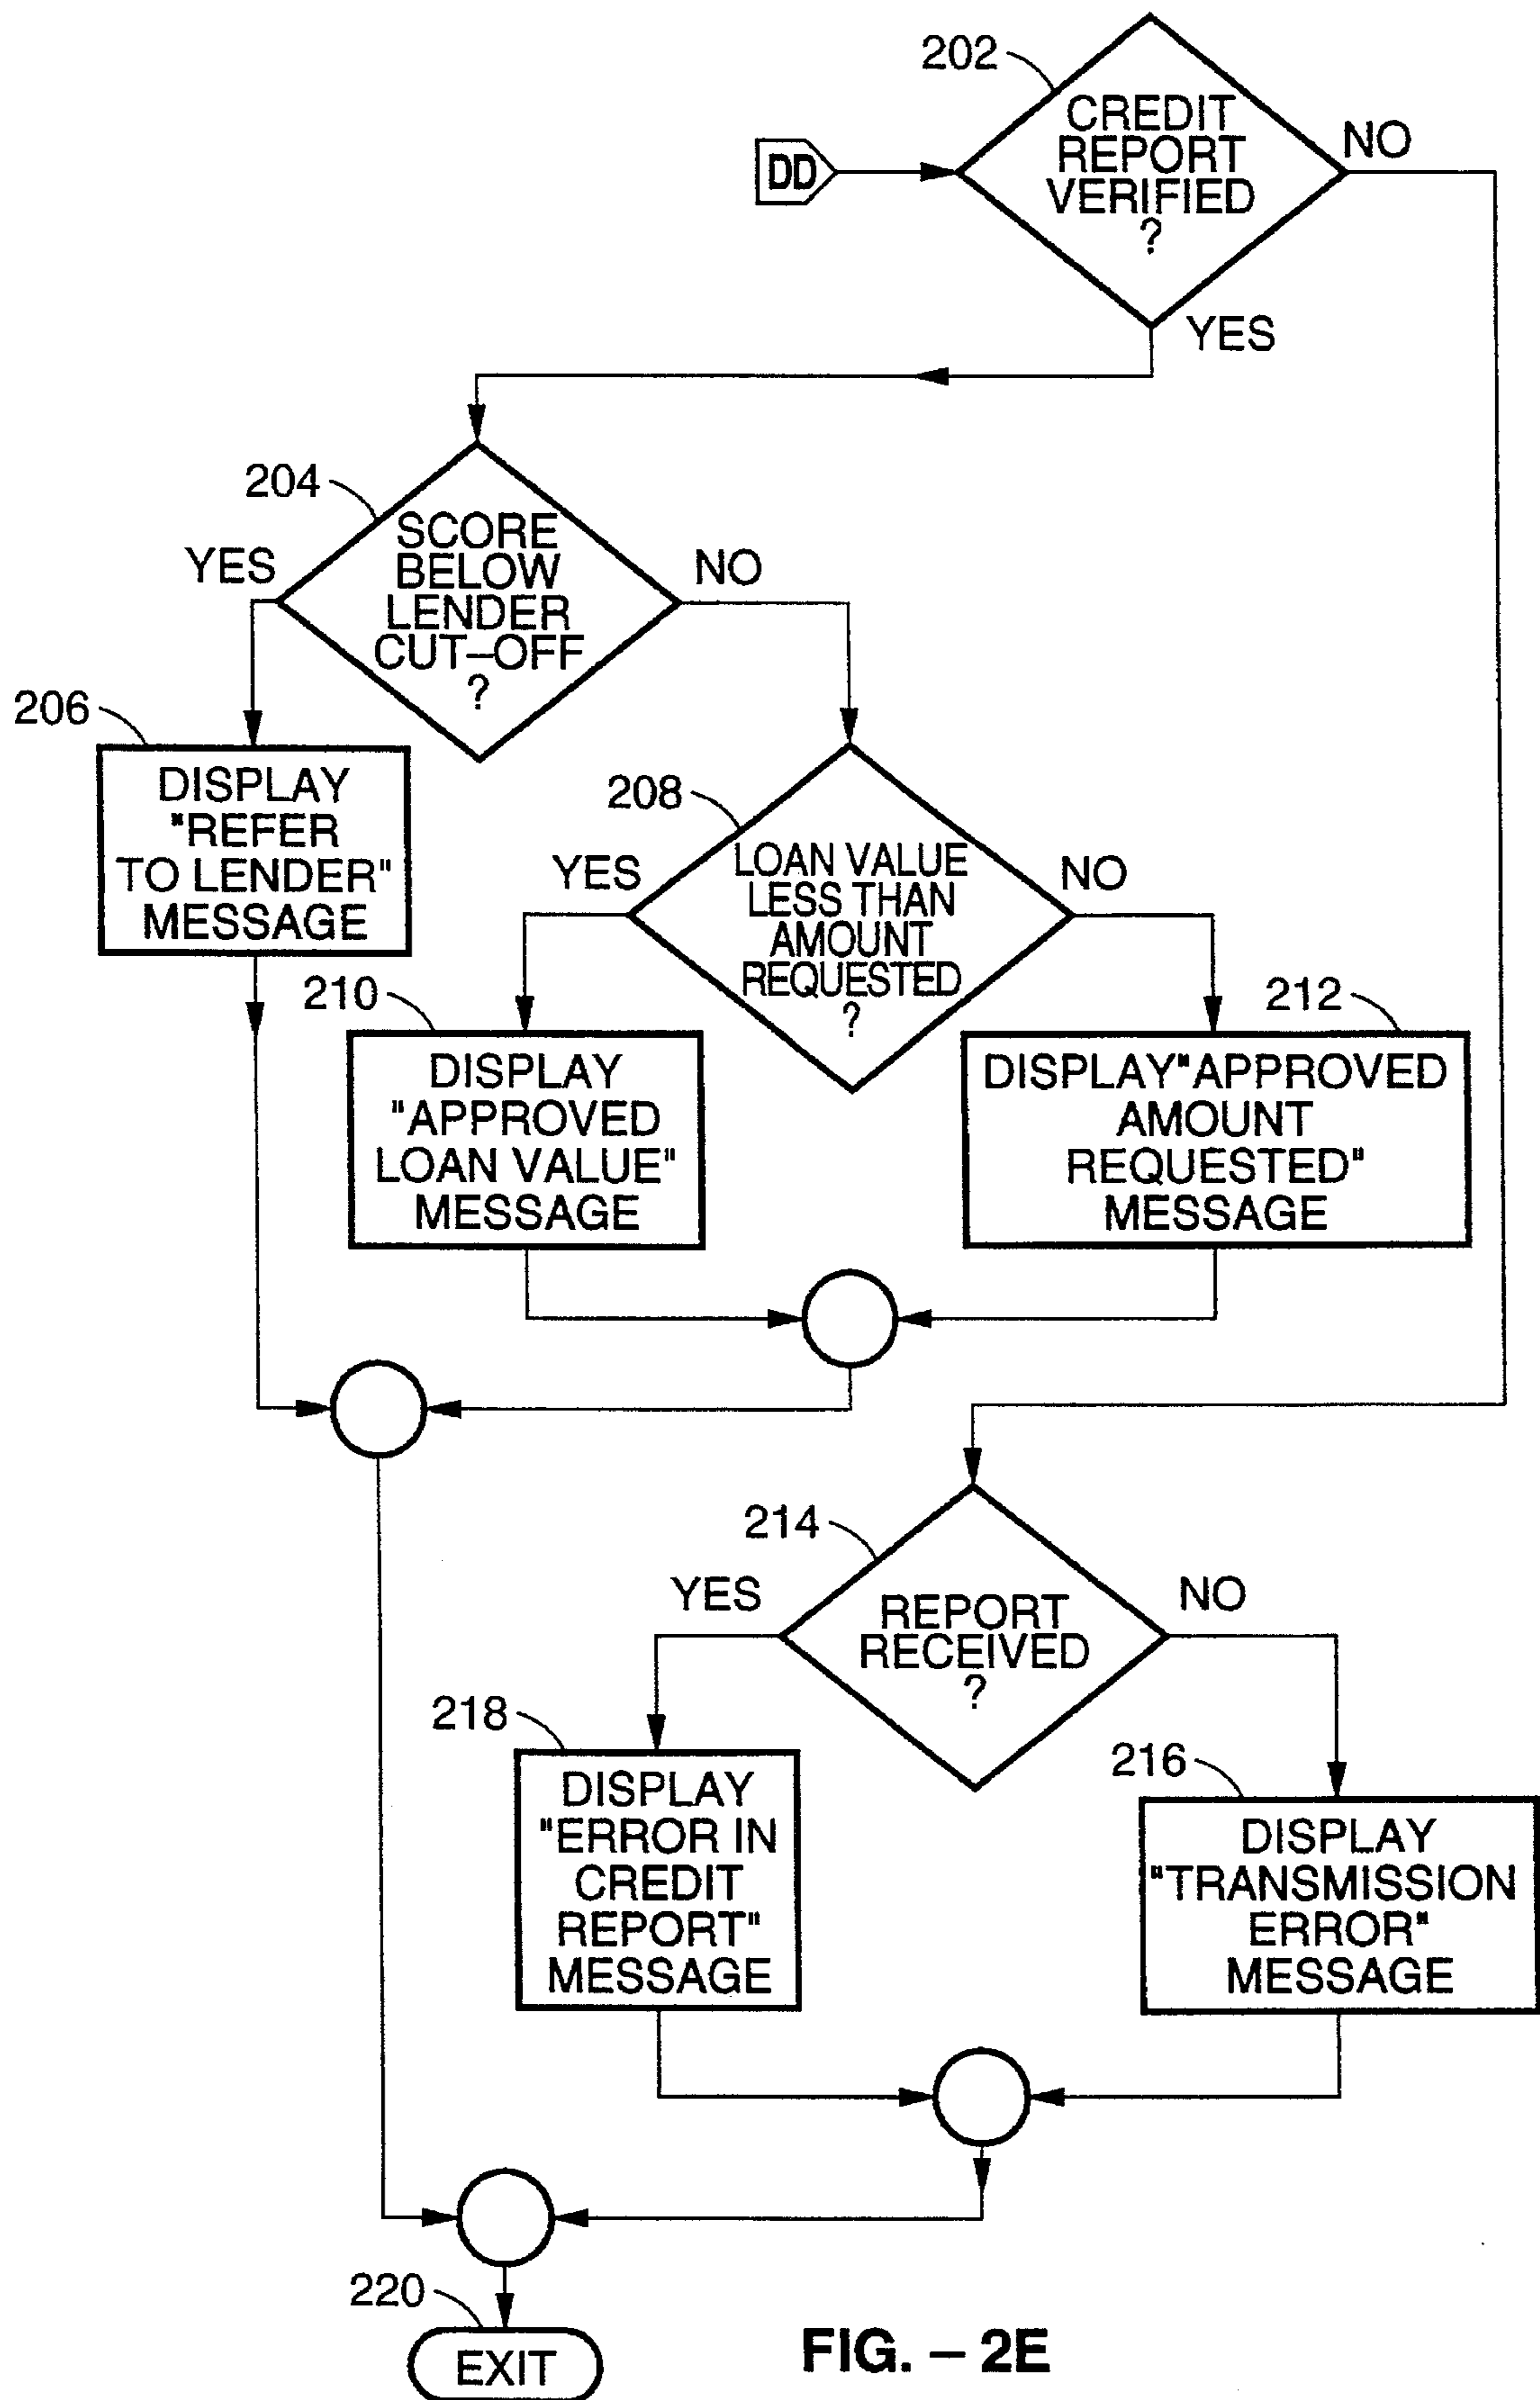 202
CREDIT
REPORT
VERIFIED
?
NO
DD
YES
204
SCORE
BELOW
LENDER
CUT–OFF
?
YES
NO
206
DISPLAY
"REFER
TO LENDER"
MESSAGE
208
LOAN VALUE
LESS THAN
AMOUNT
REQUESTED
?
YES
NO
210
DISPLAY
"APPROVED
LOAN VALUE"
MESSAGE
212
DISPLAY"APPROVED
AMOUNT
REQUESTED"
MESSAGE
214
REPORT
RECEIVED
?
YES
NO
218
DISPLAY
"ERROR IN
CREDIT
REPORT"
MESSAGE
216
DISPLAY
"TRANSMISSION
ERROR"
MESSAGE
220
EXIT
FIG. – 2E